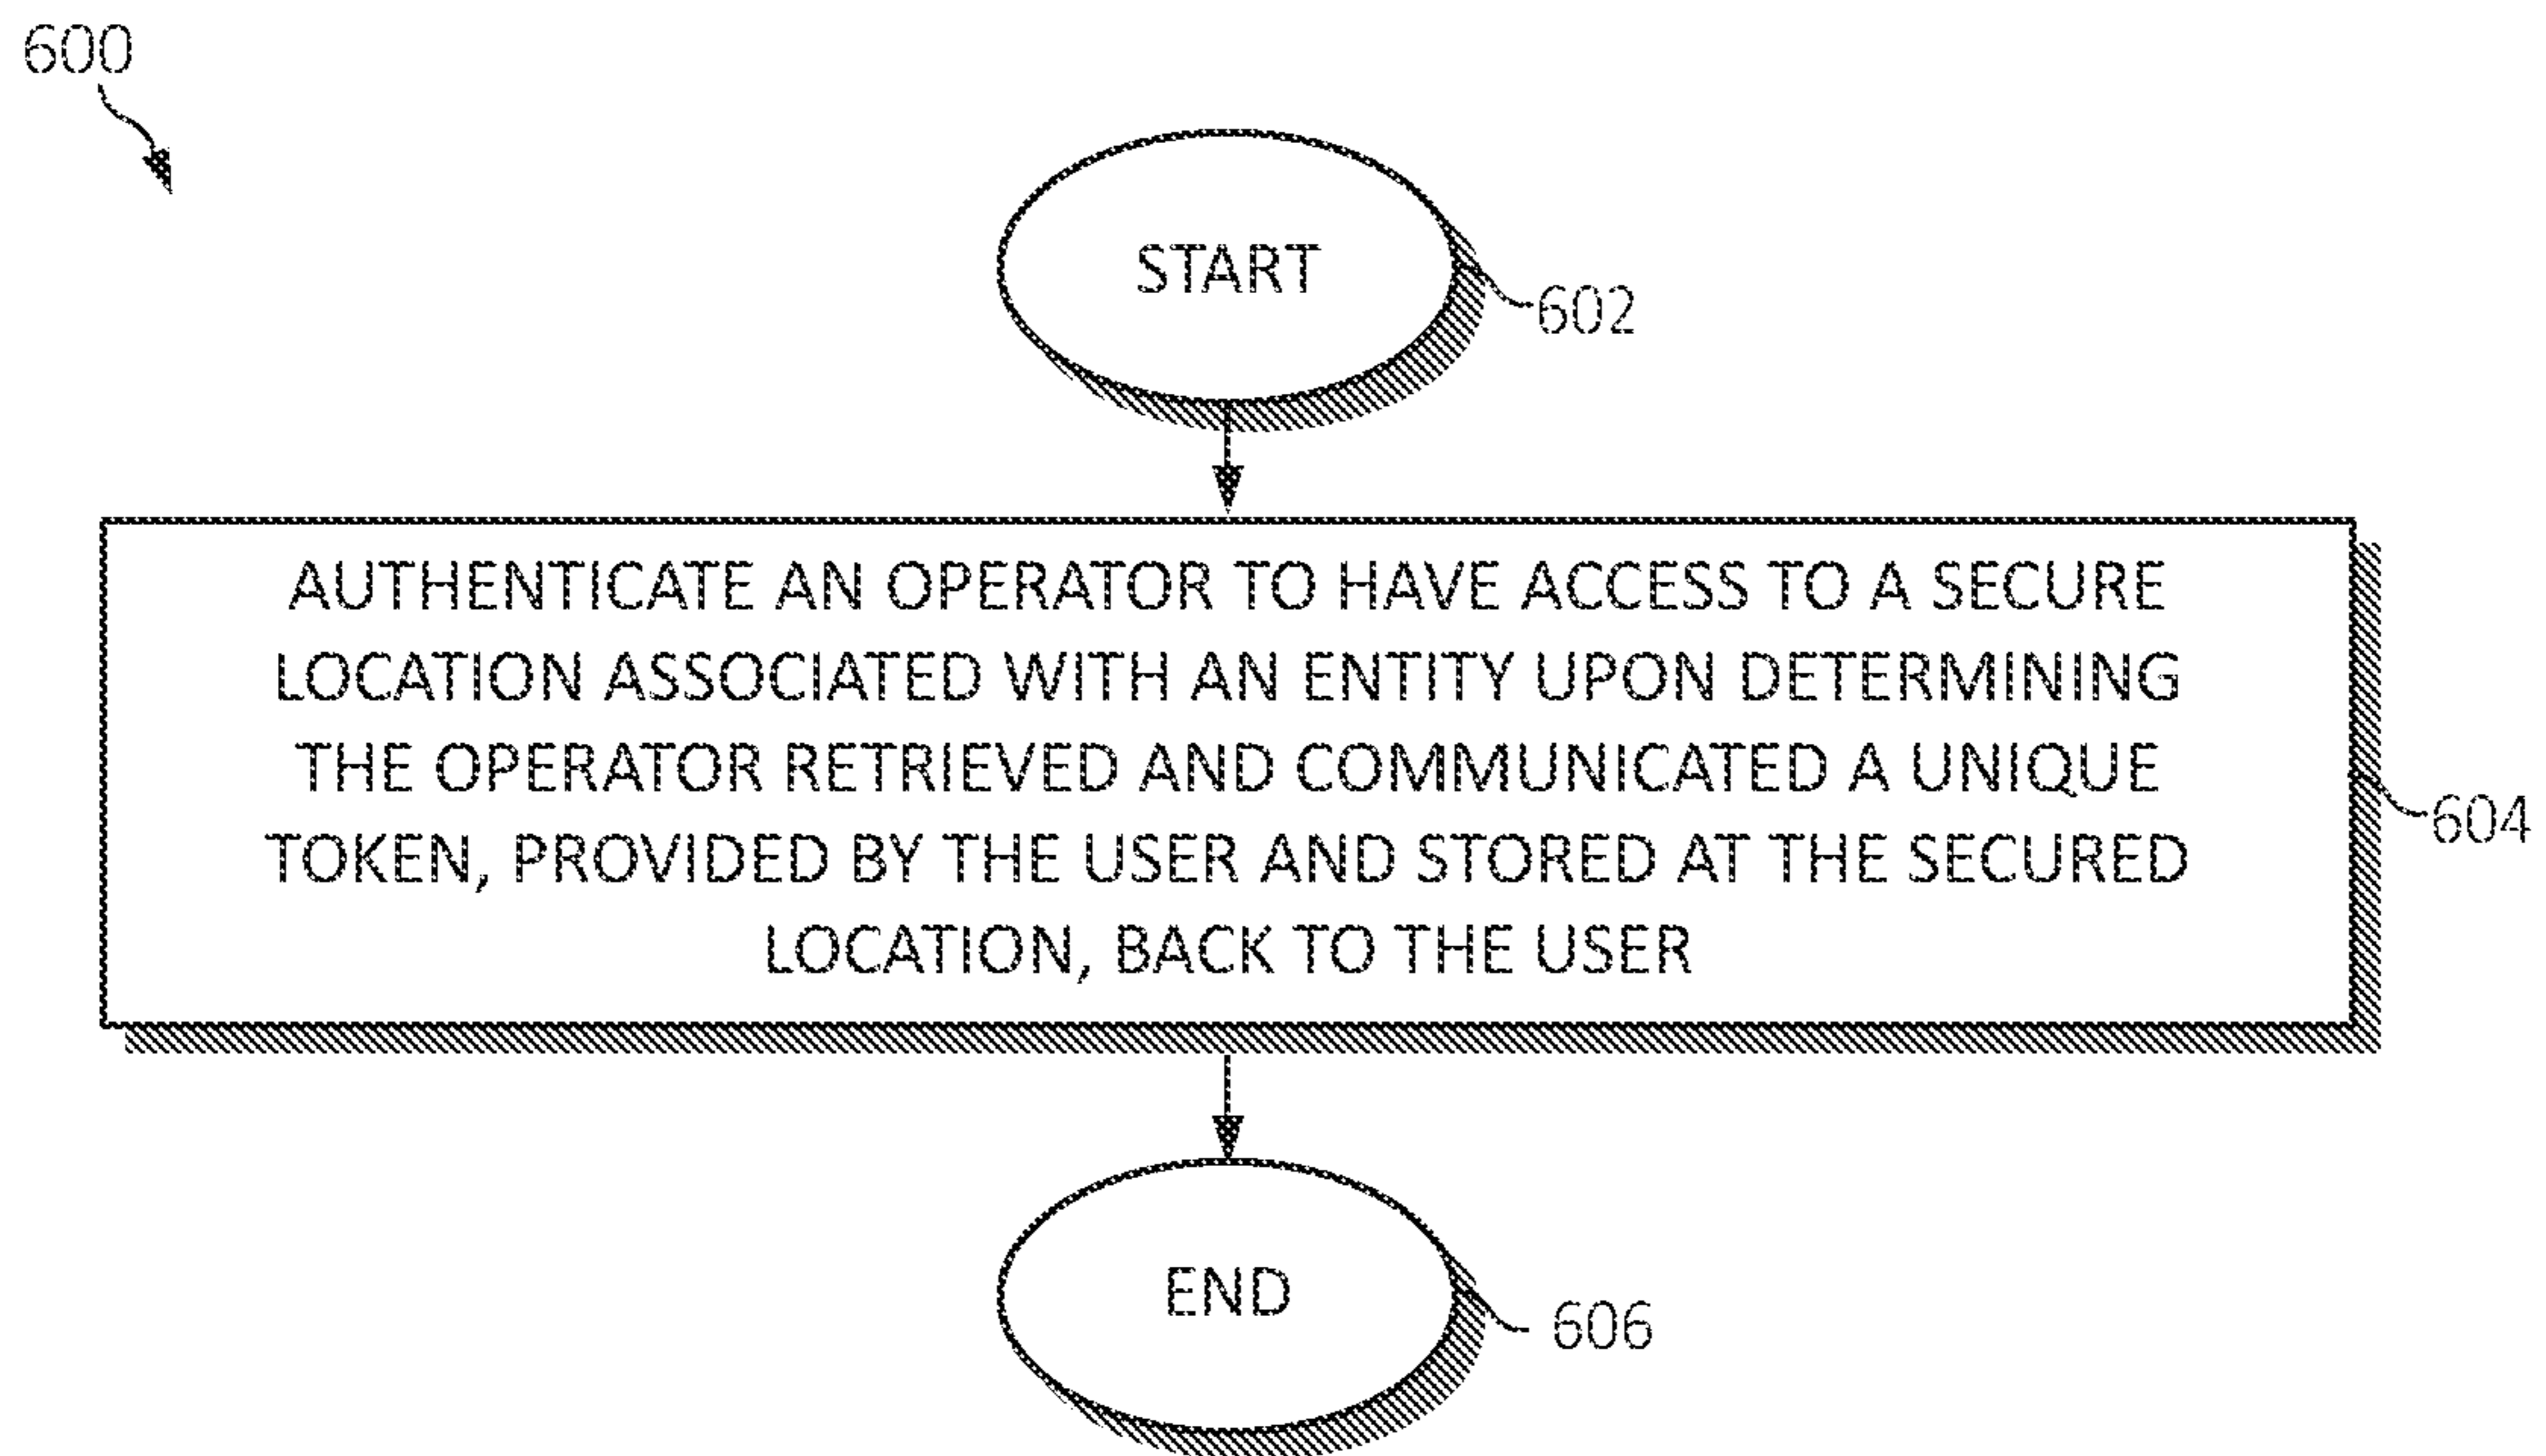 600
START
602
AUTHENTICATE AN OPERATOR TO HAVE ACCESS TO A SECURE
LOCATION ASSOCIATED WITH AN ENTITY UPON DETERMINING
THE OPERATOR RETRIEVED AND COMMUNICATED A UNIQUE
TOKEN, PROVIDED BY THE USER AND STORED AT THE SECURED
LOCATION, BACK TO THE USER
604
END
606